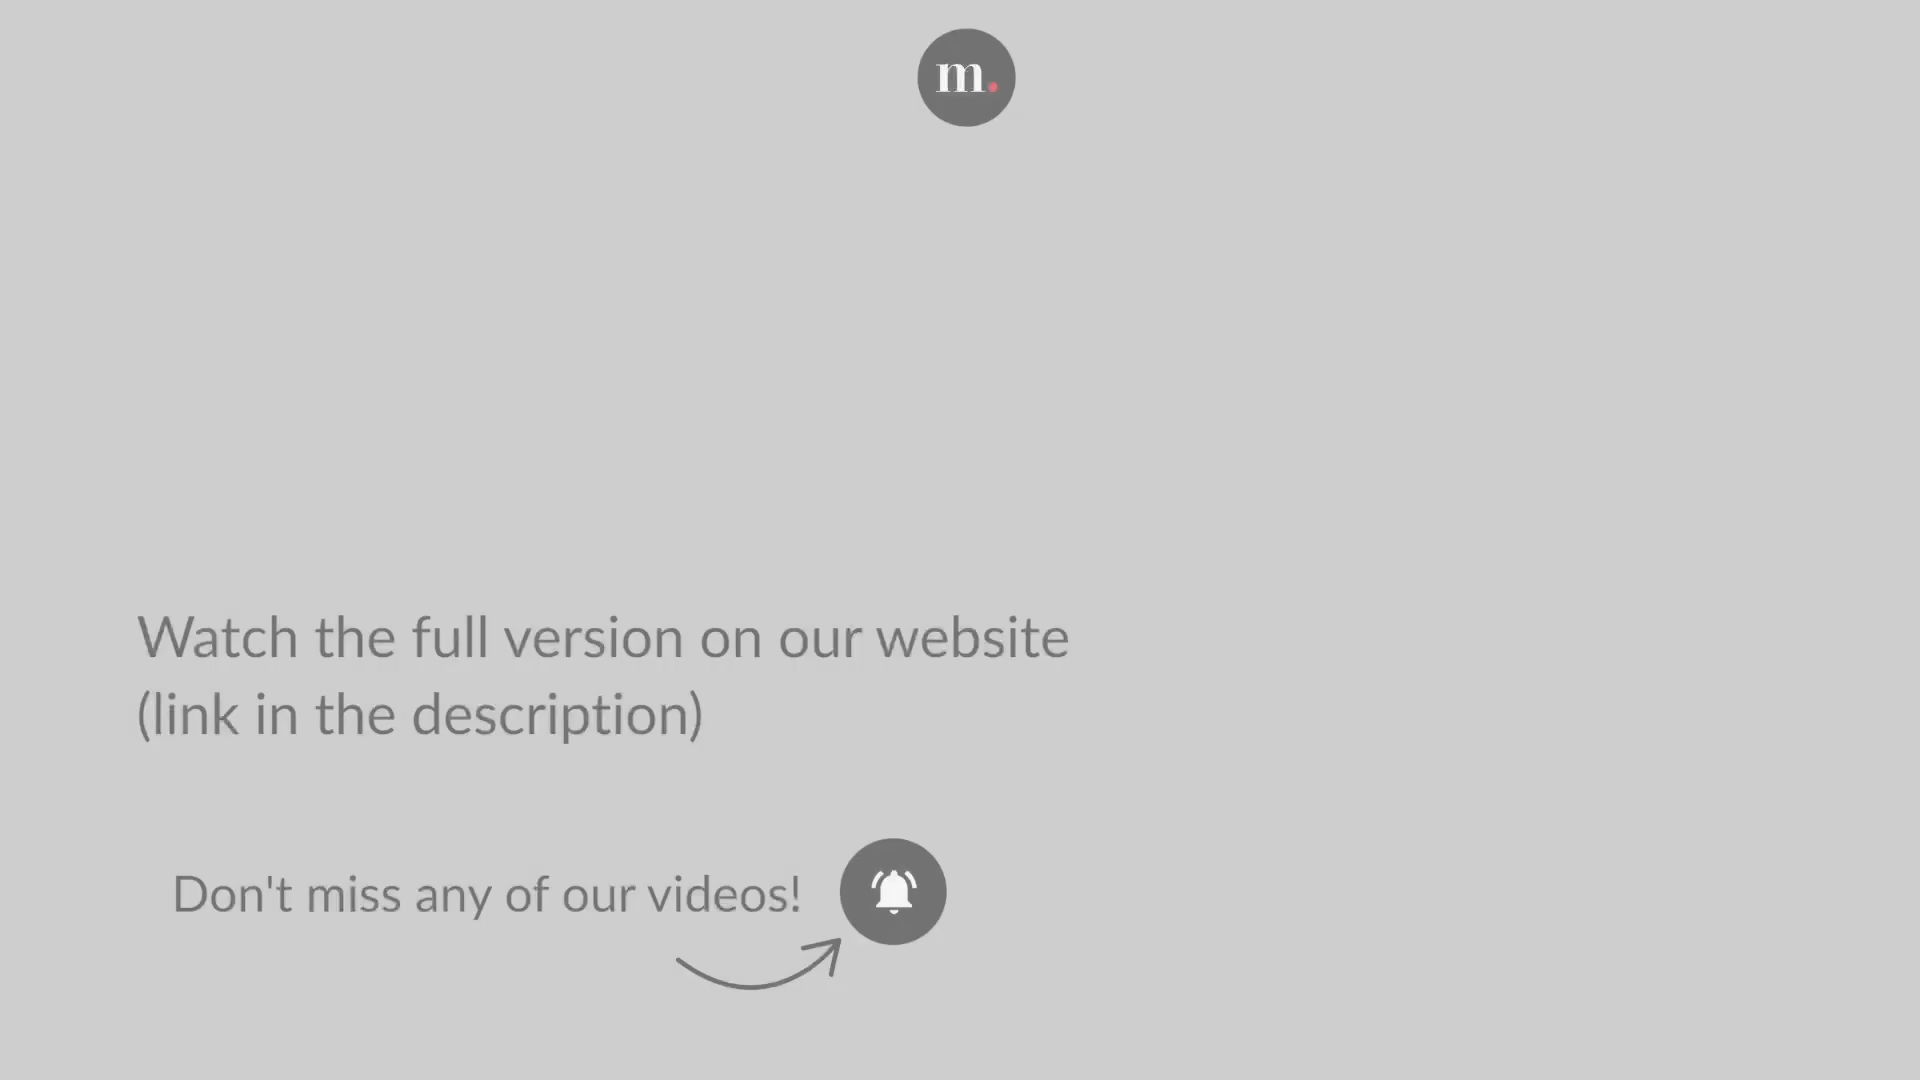 m.
Watch the full version on our website
(link in the description)
Don't miss any of our videos!